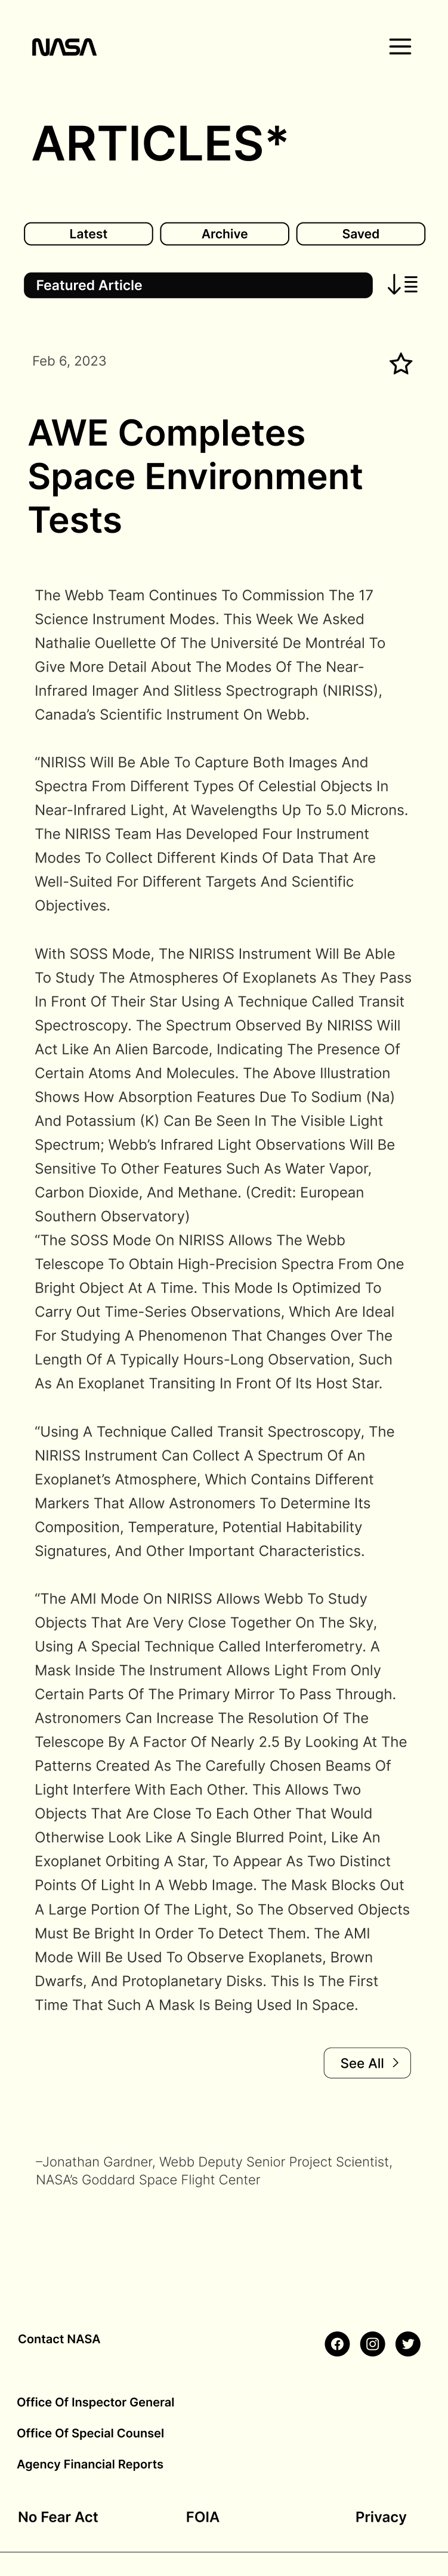 NASA
ARTICLES*
Latest Archive Saved
Featured Article
Feb 6, 2023
AWE Completes
Space Environment
Tests
The Webb Team Continues To Commission The 17
Science Instrument Modes. This Week We Asked
Nathalie Ouellette Of The Université De Montréal To
Give More Detail About The Modes Of The Near-
Infrared Imager And Slitless Spectrograph (NIRISS),
Canada’s Scientific Instrument On Webb.
“NIRISS Will Be Able To Capture Both Images And
Spectra From Different Types Of Celestial Objects In
Near-Infrared Light, At Wavelengths Up To 5.0 Microns.
The NIRISS Team Has Developed Four Instrument
Modes To Collect Different Kinds Of Data That Are
Well-Suited For Different Targets And Scientific
Objectives.
With SOSS Mode, The NIRISS Instrument Will Be Able
To Study The Atmospheres Of Exoplanets As They Pass
In Front Of Their Star Using A Technique Called Transit
Spectroscopy. The Spectrum Observed By NIRISS Will
Act Like An Alien Barcode, Indicating The Presence Of
Certain Atoms And Molecules. The Above Illustration
Shows How Absorption Features Due To Sodium (Na)
And Potassium (K) Can Be Seen In The Visible Light
Spectrum; Webb’s Infrared Light Observations Will Be
Sensitive To Other Features Such As Water Vapor,
Carbon Dioxide, And Methane. (Credit: European
Southern Observatory)
“The SOSS Mode On NIRISS Allows The Webb
Telescope To Obtain High-Precision Spectra From One
Bright Object At A Time. This Mode Is Optimized To
Carry Out Time-Series Observations, Which Are Ideal
For Studying A Phenomenon That Changes Over The
Length Of A Typically Hours-Long Observation, Such
As An Exoplanet Transiting In Front Of Its Host Star.
“Using A Technique Called Transit Spectroscopy, The
NIRISS Instrument Can Collect A Spectrum Of An
Exoplanet’s Atmosphere, Which Contains Different
Markers That Allow Astronomers To Determine Its
Composition, Temperature, Potential Habitability
Signatures, And Other Important Characteristics.
“The AMI Mode On NIRISS Allows Webb To Study
Objects That Are Very Close Together On The Sky,
Using A Special Technique Called Interferometry. A
Mask Inside The Instrument Allows Light From Only
Certain Parts Of The Primary Mirror To Pass Through.
Astronomers Can Increase The Resolution Of The
Telescope By A Factor Of Nearly 2.5 By Looking At The
Patterns Created As The Carefully Chosen Beams Of
Light Interfere With Each Other. This Allows Two
Objects That Are Close To Each Other That Would
Otherwise Look Like A Single Blurred Point, Like An
Exoplanet Orbiting A Star, To Appear As Two Distinct
Points Of Light In A Webb Image. The Mask Blocks Out
A Large Portion Of The Light, So The Observed Objects
Must Be Bright In Order To Detect Them. The AMI
Mode Will Be Used To Observe Exoplanets, Brown
Dwarfs, And Protoplanetary Disks. This Is The First
Time That Such A Mask Is Being Used In Space.
See All
–Jonathan Gardner, Webb Deputy Senior Project Scientist,
NASA’s Goddard Space Flight Center
Contact NASA
Office Of Inspector General
Office Of Special Counsel
Agency Financial Reports
No Fear Act FOIA Privacy